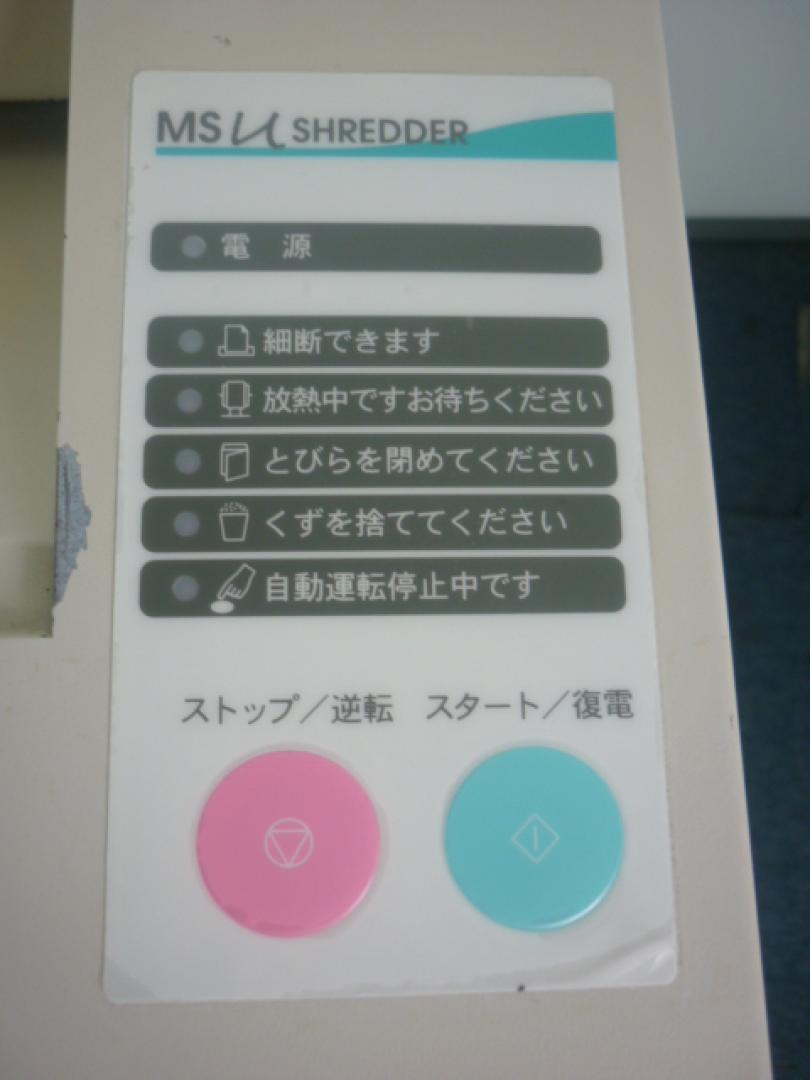 MS U SHREDDER
電 源
細断できます
放熱中ですお待ちください
とびらを閉めてください
くずを捨ててください
自動運転停止中です
ストップ／逆転 スタート／復電